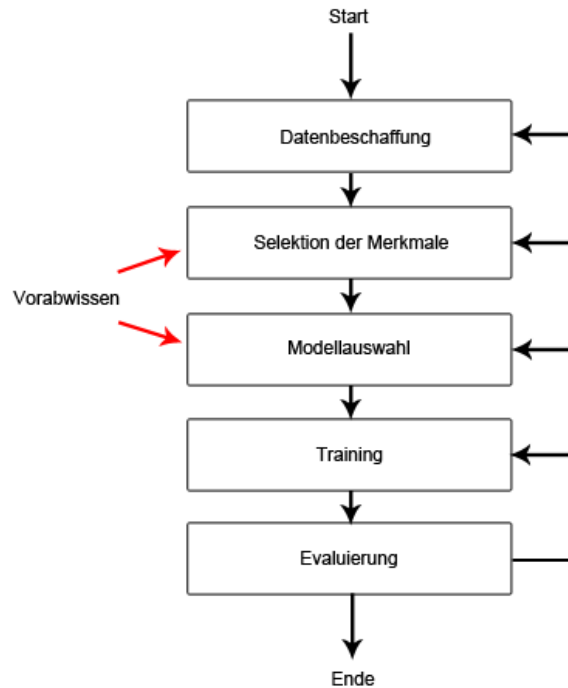 Start
Datenbeschaffung
Selektion der Merkmale
Vorabwissen
Modellauswahl
Training
Evaluierung
Ende